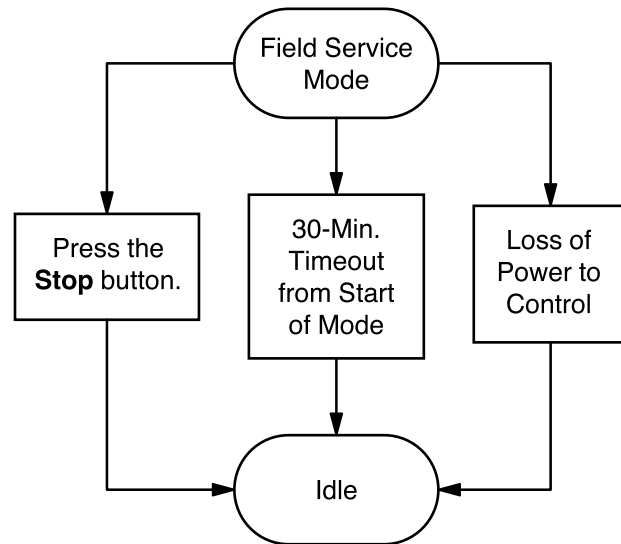 Field Service
Mode
Press the
Stop button.
30-Min.
Timeout
from Start
of Mode
Loss of
Power to
Control
Idle